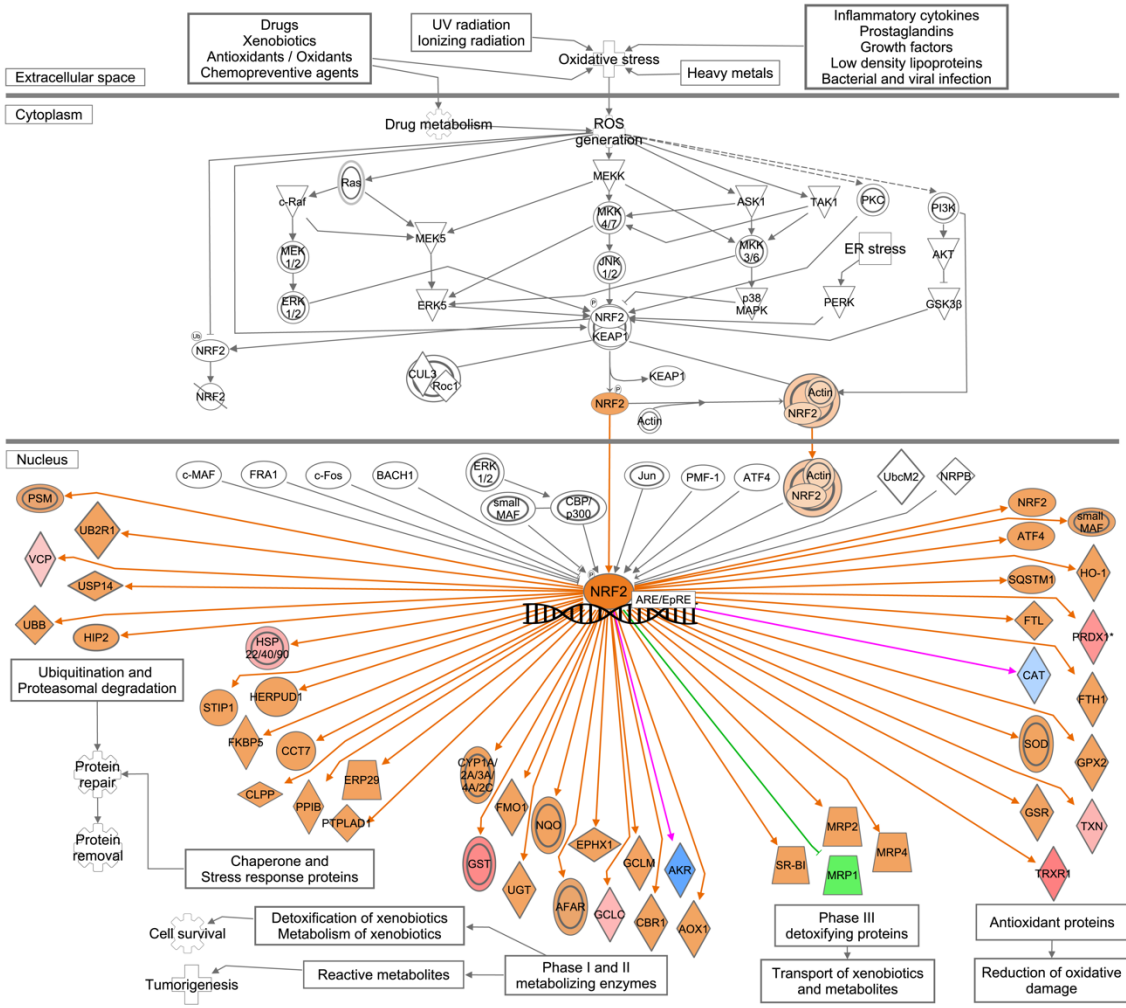 Drugs
Xenobiotics
Antioxidants / Oxidants
Chemopreventive agents
UV radiation
Ionizing radiation
Oxidative stress
Heavy metals
Inflammatory cytokines
Prostaglandins
Growth factors
Low density lipoproteins
Bacterial and viral infection
Extracellular space
Cytoplasm
Drug metabolism
ROS
generation
Ras
c-Raf
MEKK
ASK1
TAK1
PKC
PI3K
MEK5
MKK
4/7
MKK
3/6
ER stress
AKT
MEK
1/2
JNK
1/2
ERK
1/2
ERK5
p38
MAPK
PERK
GSK3β
P
NRF2
KEAP1
Ub
NRF2
NRF2
CUL3
Roc1
KEAP1
P
NRF2
Actin
Actin
NRF2
Nucleus
c-MAF
FRA1
c-Fos
BACH1
ERK
1/2
small
MAF
CBP/
p300
Jun
PMF-1
ATF4
Actin
NRF2
UbcM2
NRPB
PSM
UB2R1
VCP
USP14
UBB
HIP2
P
NRF2
ARE/EpRE
NRF2
small
MAF
ATF4
HO-1
SQSTM1
FTL
PRDX1*
CAT
FTH1
SOD
GPX2
GSR
TXN
TRXR1
HSP
22/40/90
STIP1
HERPUD1
FKBP5
CCT7
CLPP
PPIB
ERP29
PTPLAD1
CYP1A/
2A/3A/
4A/2C
FMO1
NQO
GST
UGT
AFAR
EPHX1
GCLC
GCLM
AKR
CBR1
AOX1
SR-BI
MRP2
MRP1
MRP4
Ubiquitination and
Proteasomal degradation
Protein
repair
Protein
removal
Chaperone and
Stress response proteins
Detoxification of xenobiotics
Metabolism of xenobiotics
Cell survival
Reactive metabolites
Tumorigenesis
Phase I and II
metabolizing enzymes
Phase III
detoxifying proteins
Transport of xenobiotics
and metabolites
Antioxidant proteins
Reduction of oxidative
damage